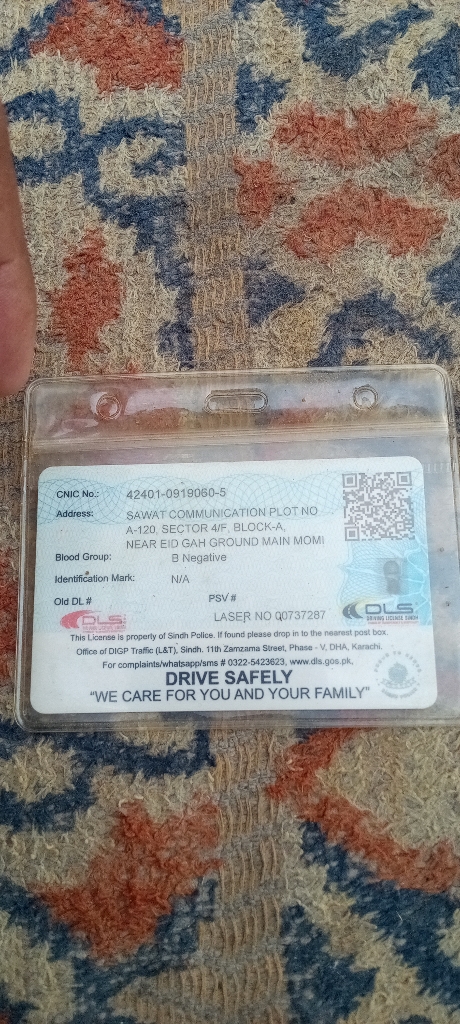 CNIC No.: 42401-0919060-5
Address: SAWAT COMMUNICATION PLOT NO
A-120, SECTOR 4/F, BLOCK-A,
NEAR EID GAH GROUND MAIN MOMI
Blood Group: B Negative
Identification Mark: N/A
Old DL # PSV #
LASER NO 00737287
DLS
DLS
DRIVING LICENSE SINDH
This License is property of Sindh Police. If found please drop in to the nearest post box.
Office of DIGP Traffic (L&T), Sindh. 11th Zamzama Street, Phase - V, DHA, Karachi.
For complaints/whatsapp/sms # 0322-5423623, www.dls.gos.pk,
DRIVE SAFELY
"WE CARE FOR YOU AND YOUR FAMILY"